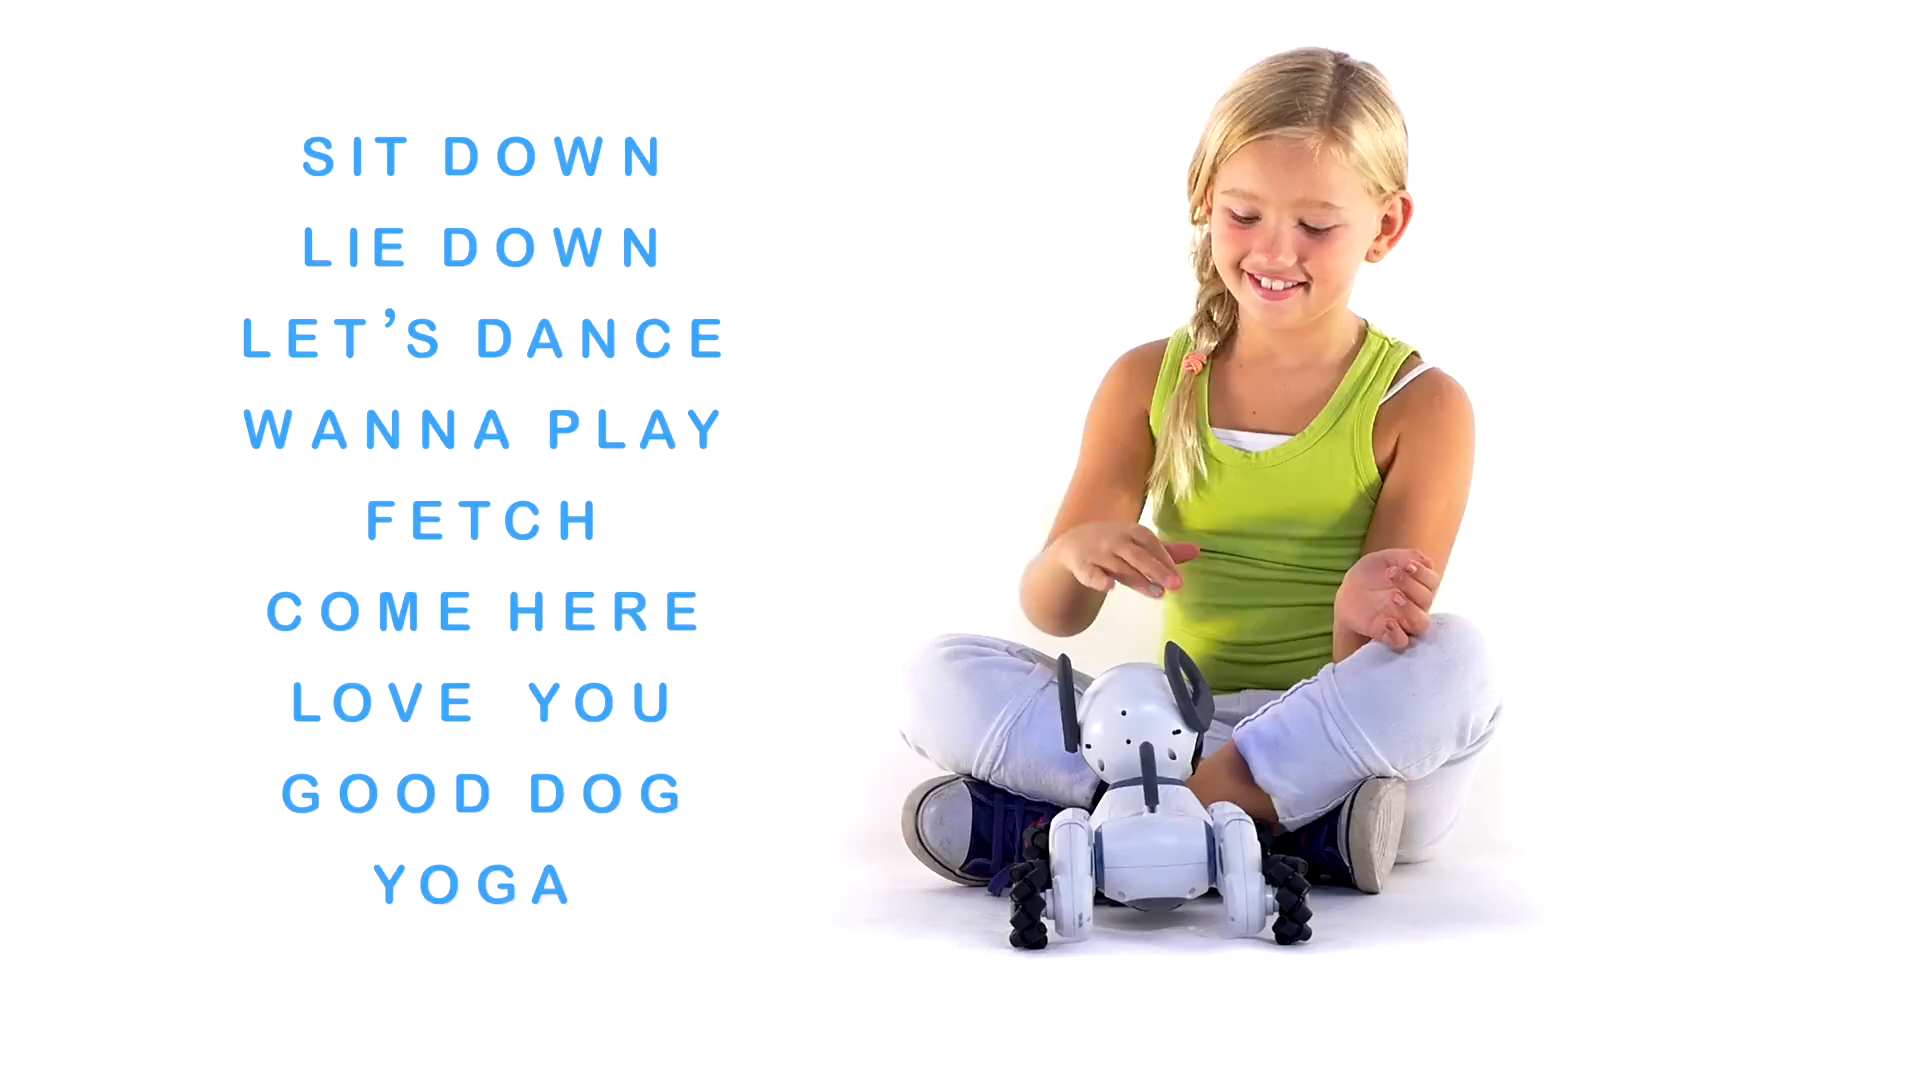 SIT DOWN
LIE DOWN
LET’S DANCE
WANNA PLAY
FETCH
COME HERE
LOVE YOU
GOOD DOG
YOGA